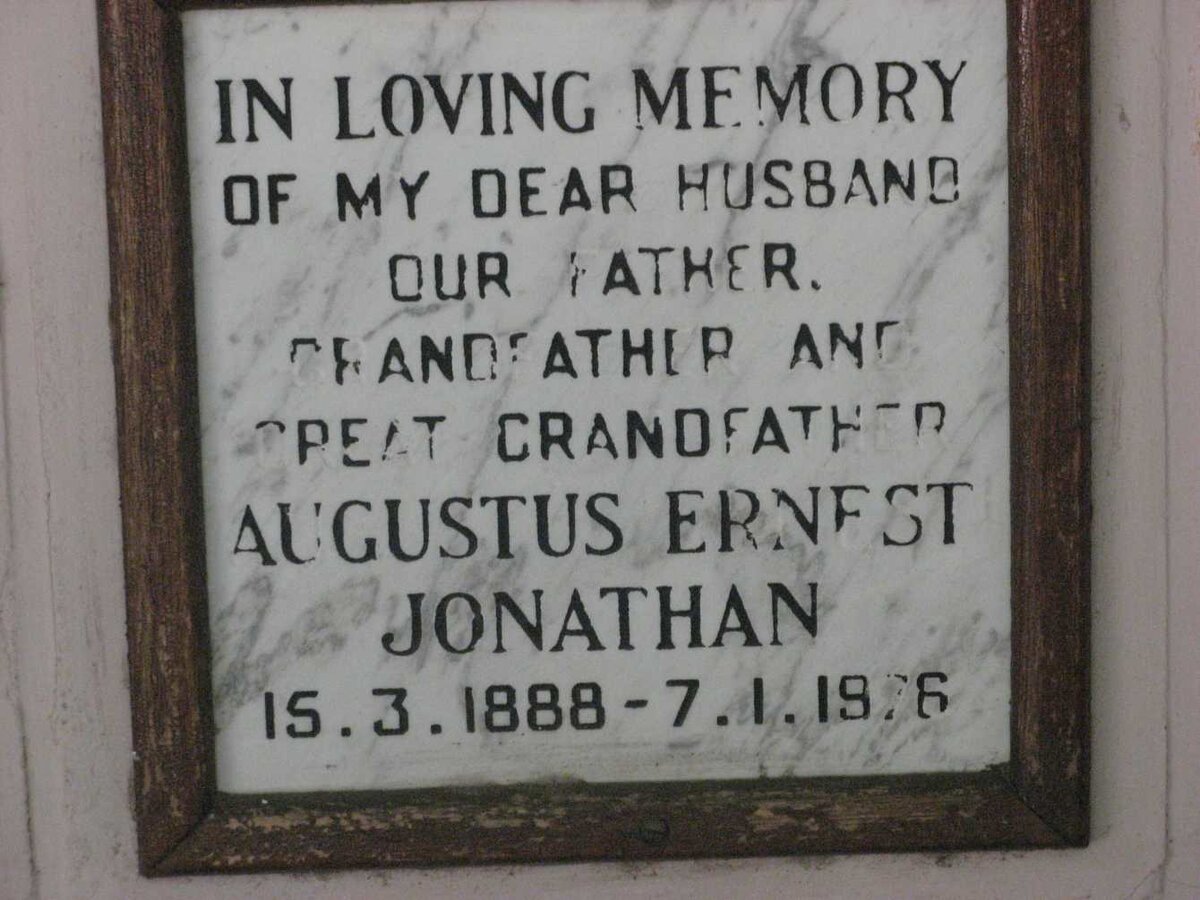 IN LOVING MEMORY
OF MY DEAR HUSBAND
OUR FATHER.
GRANDFATHER AND
GREAT GRANDFATHER
AUGUSTUS ERNEST
JONATHAN
15.3.1888-7.1.1976